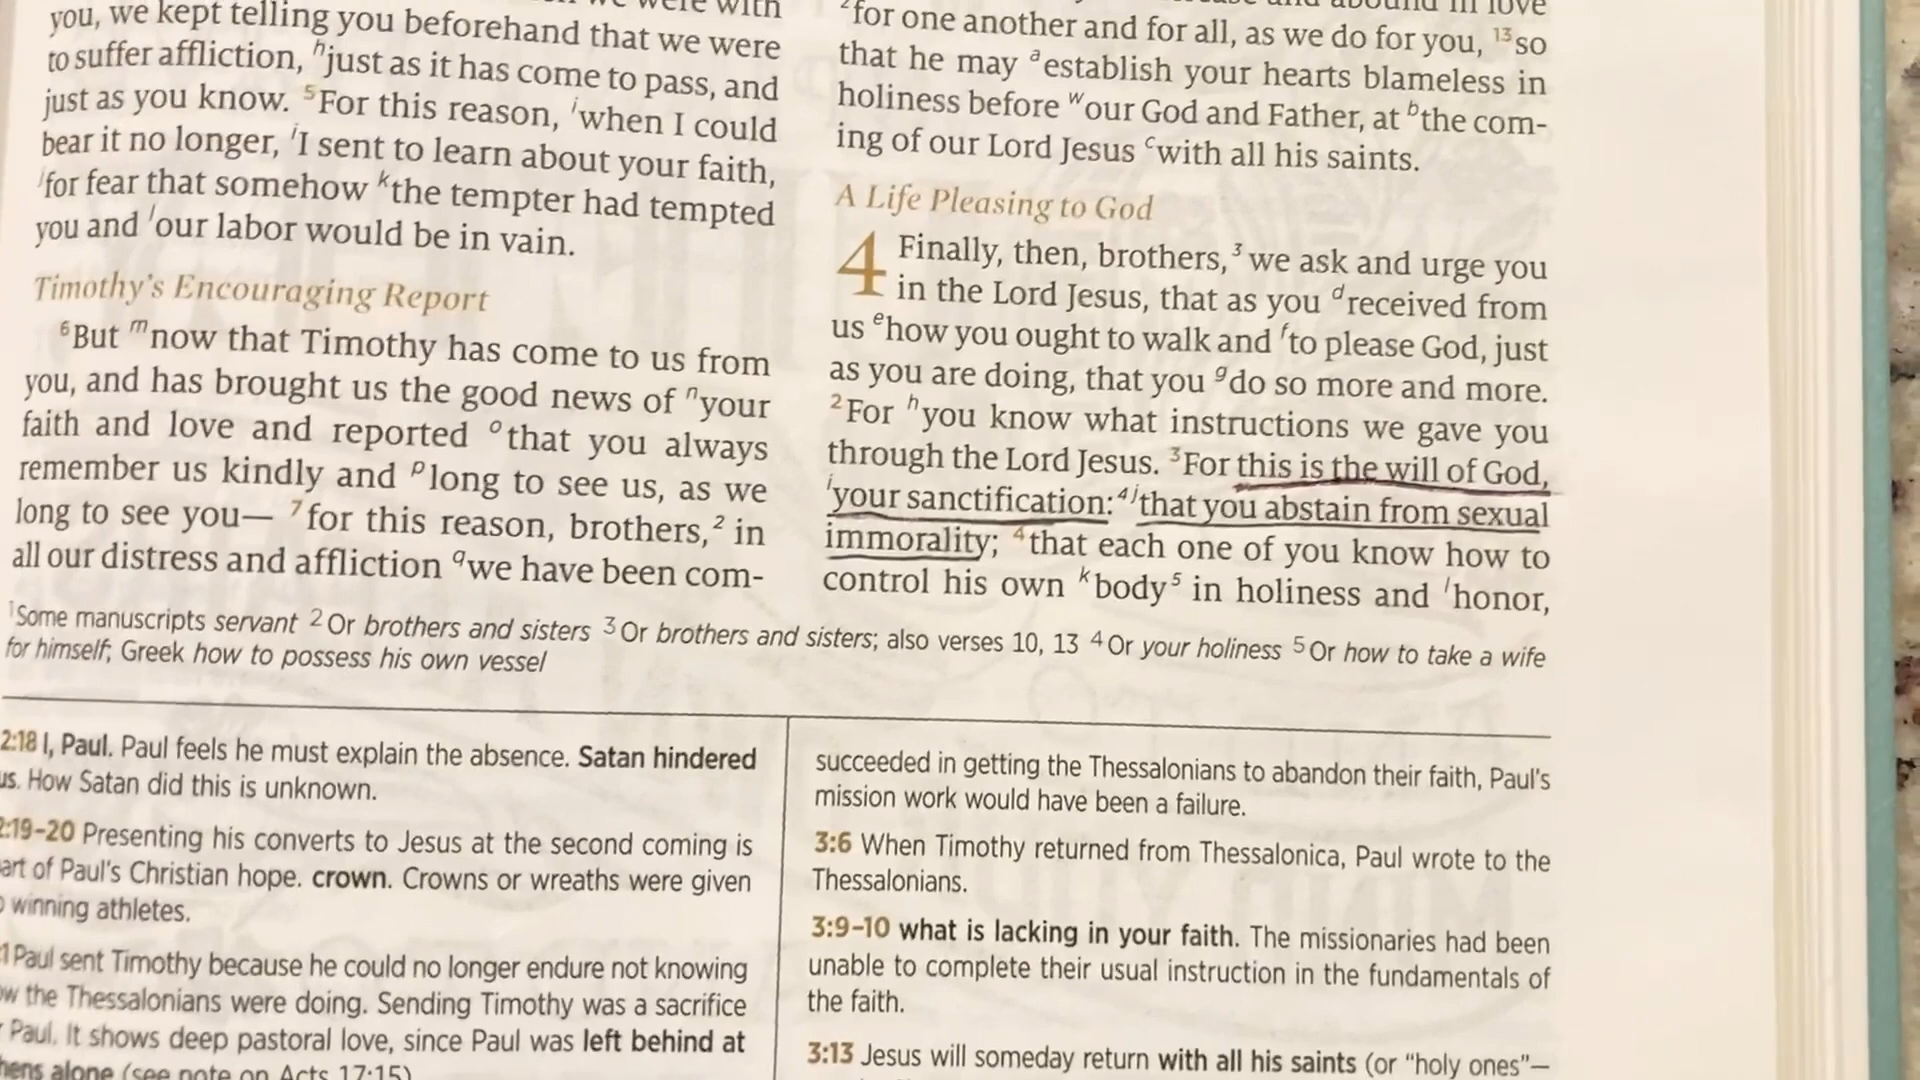 we were with
you, we kept telling you beforehand that we were
to suffer affliction, hjust as it has come to pass, and
just as you know. 5For this reason, iwhen I could
bear it no longer, iI sent to learn about your faith,
jfor fear that somehow kthe tempter had tempted
you and lour labor would be in vain.
Timothy's Encouraging Report
6But mnow that Timothy has come to us from
you, and has brought us the good news of nyour
faith and love and reported othat you always
remember us kindly and plong to see us, as we
long to see you— 7for this reason, brothers,2 in
all our distress and affliction qwe have been com-
and abound in love
zfor one another and for all, as we do for you, 13so
that he may aestablish your hearts blameless in
holiness before wour God and Father, at bthe com-
ing of our Lord Jesus cwith all his saints.
A Life Pleasing to God
4 Finally, then, brothers,3 we ask and urge you
in the Lord Jesus, that as you dreceived from
us ehow you ought to walk and fto please God, just
as you are doing, that you gdo so more and more.
2For hyou know what instructions we gave you
through the Lord Jesus. 3For this is the will of God,
iyour sanctification:4 jthat you abstain from sexual
immorality; 4that each one of you know how to
control his own kbody5 in holiness and lhonor,
1Some manuscripts servant 2Or brothers and sisters 3Or brothers and sisters; also verses 10, 13 4Or your holiness 5Or how to take a wife
for himself; Greek how to possess his own vessel
2:18 I, Paul. Paul feels he must explain the absence. Satan hindered
us. How Satan did this is unknown.
2:19–20 Presenting his converts to Jesus at the second coming is
art of Paul's Christian hope. crown. Crowns or wreaths were given
winning athletes.
1 Paul sent Timothy because he could no longer endure not knowing
ow the Thessalonians were doing. Sending Timothy was a sacrifice
Paul. It shows deep pastoral love, since Paul was left behind at
hens alone (see note on Acts 17:15).
succeeded in getting the Thessalonians to abandon their faith, Paul's
mission work would have been a failure.
3:6 When Timothy returned from Thessalonica, Paul wrote to the
Thessalonians.
3:9–10 what is lacking in your faith. The missionaries had been
unable to complete their usual instruction in the fundamentals of
the faith.
3:13 Jesus will someday return with all his saints (or “holy ones”—